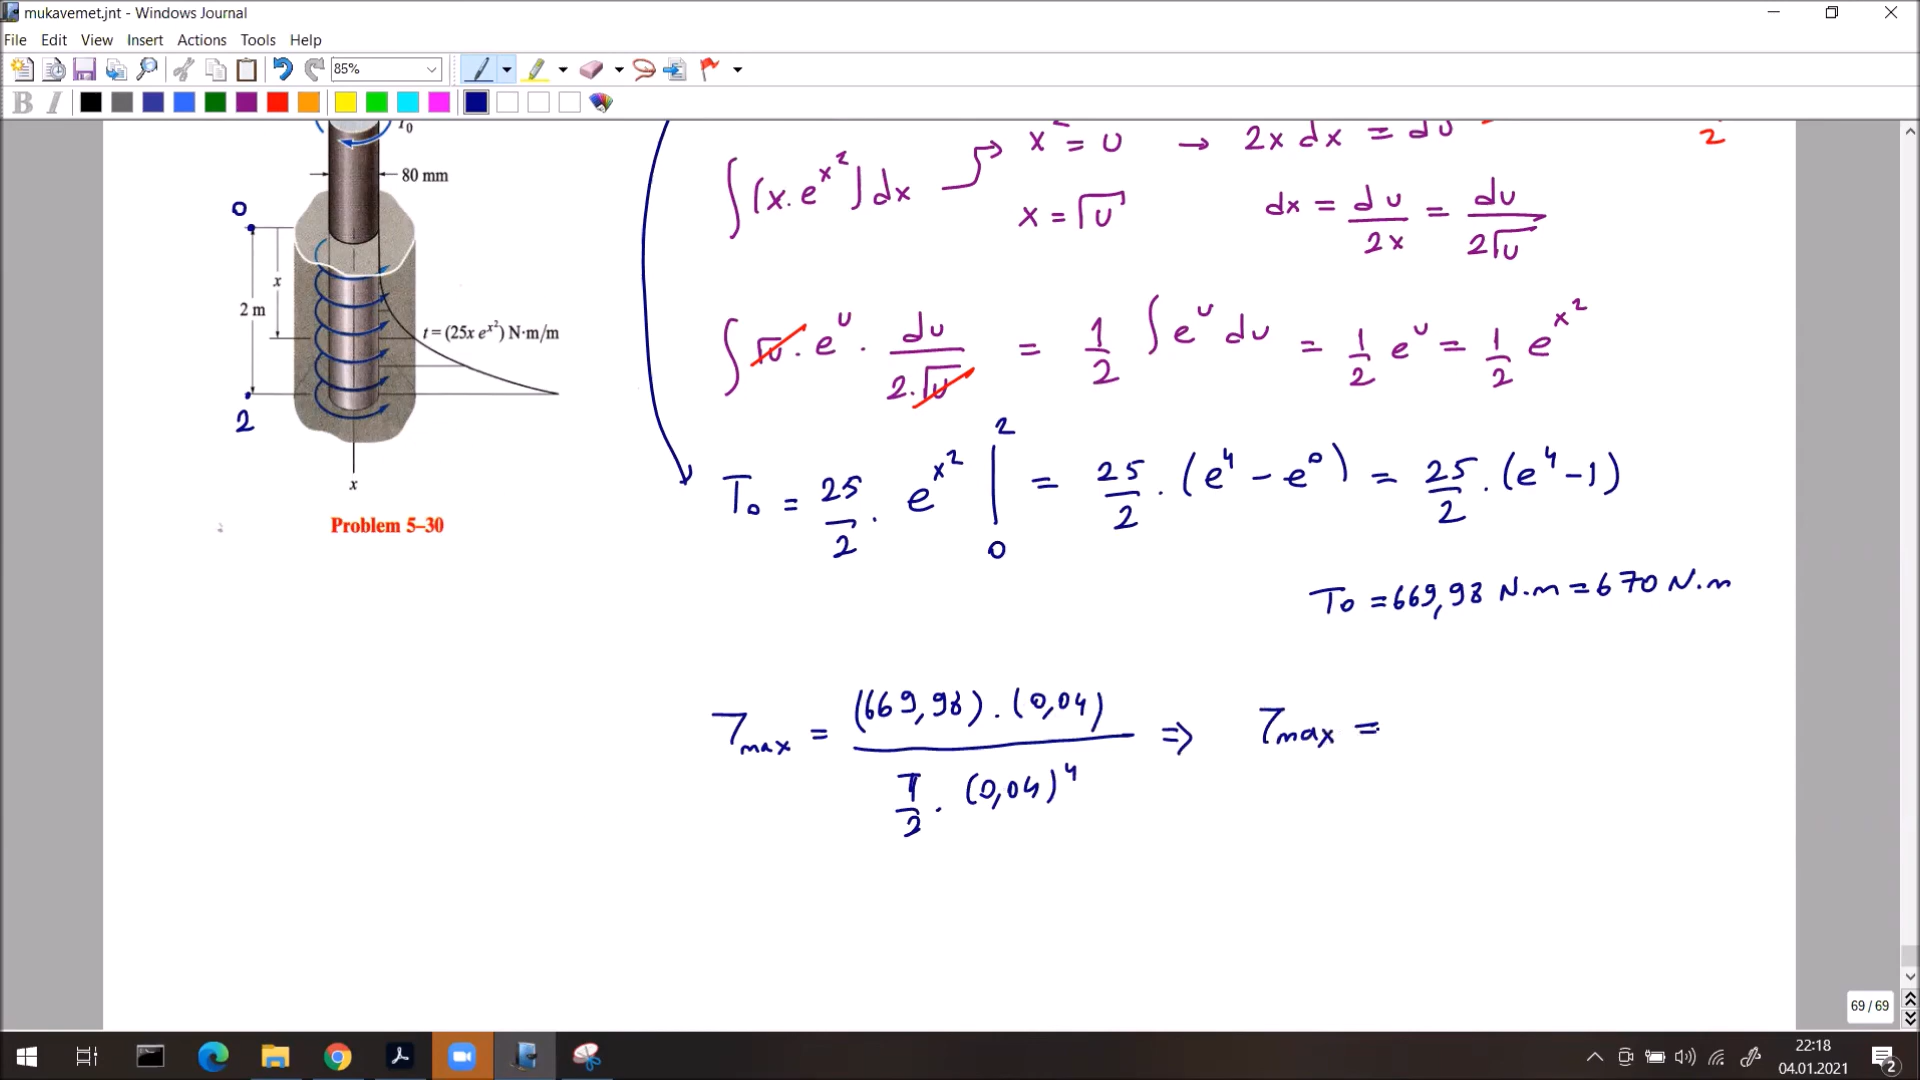 mukavemet.jnt - Windows Journal
File Edit View Insert Actions Tools Help
85%
T₀
80 mm
0
x
2 m
t = (25x e^x²) N·m/m
2
x
Problem 5–30
x² = u → 2x dx = du
2
∫(x.e^x²)dx
x = √u
dx = du/2x = du/2√u
∫ √u . e^u . du/2.√u = 1/2 ∫ e^u du = 1/2 e^u = 1/2 e^x²
T₀ = 25/2 . e^x² |₀² = 25/2 . (e⁴ - e⁰) = 25/2 . (e⁴ - 1)
T₀ = 669,98 N.m = 670 N.m
τmax = (669,98) . (0,04) / π/2 . (0,04)⁴ ⇒ τmax =
69 / 69
22:18
04.01.2021
2